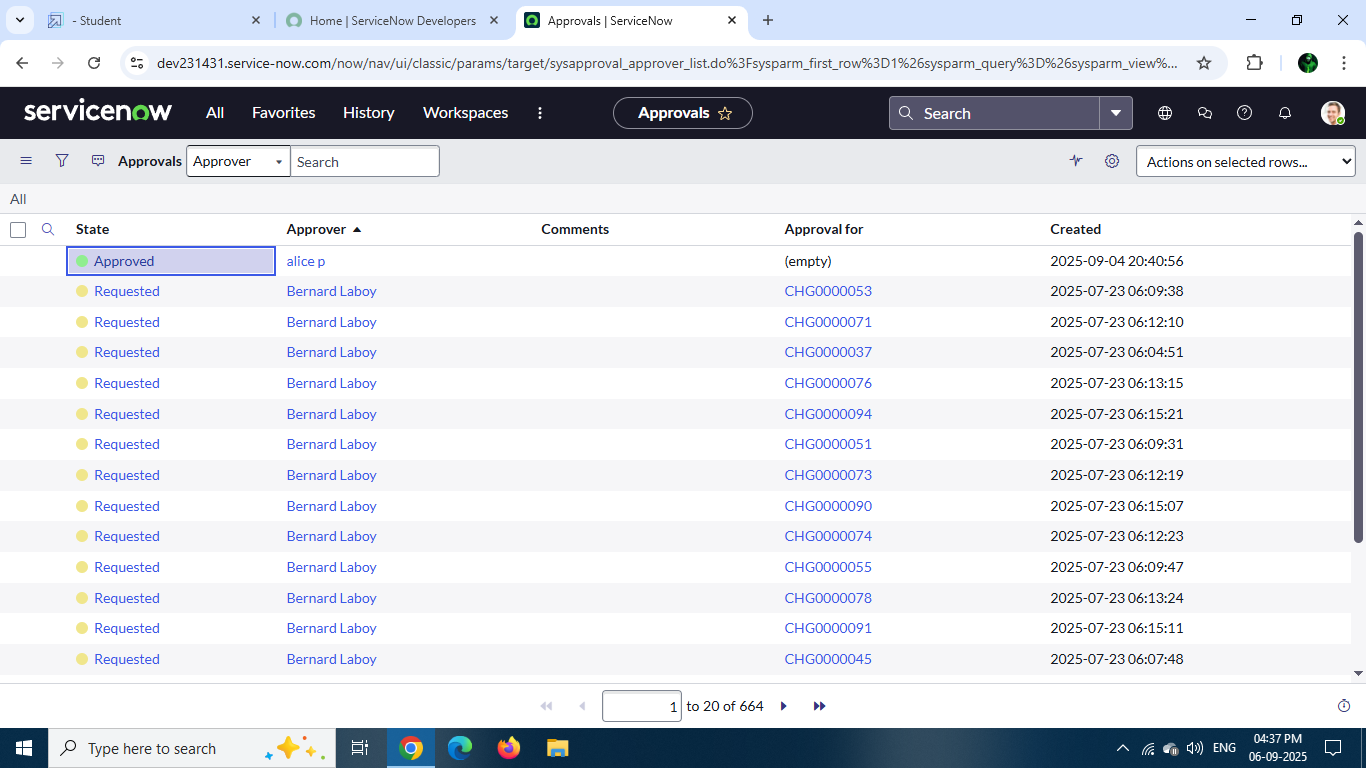 - Student
Home | ServiceNow Developers
Approvals | ServiceNow
dev231431.service-now.com/now/nav/ui/classic/params/target/sysapproval_approver_list.do%3Fsysparm_first_row%3D1%26sysparm_query%3D%26sysparm_view%...
servicenow All Favorites History Workspaces Approvals Search
Approvals Approver Search Actions on selected rows...
All
State Approver Comments Approval for Created
Approved alice p (empty) 2025-09-04 20:40:56
Requested Bernard Laboy CHG0000053 2025-07-23 06:09:38
Requested Bernard Laboy CHG0000071 2025-07-23 06:12:10
Requested Bernard Laboy CHG0000037 2025-07-23 06:04:51
Requested Bernard Laboy CHG0000076 2025-07-23 06:13:15
Requested Bernard Laboy CHG0000094 2025-07-23 06:15:21
Requested Bernard Laboy CHG0000051 2025-07-23 06:09:31
Requested Bernard Laboy CHG0000073 2025-07-23 06:12:19
Requested Bernard Laboy CHG0000090 2025-07-23 06:15:07
Requested Bernard Laboy CHG0000074 2025-07-23 06:12:23
Requested Bernard Laboy CHG0000055 2025-07-23 06:09:47
Requested Bernard Laboy CHG0000078 2025-07-23 06:13:24
Requested Bernard Laboy CHG0000091 2025-07-23 06:15:11
Requested Bernard Laboy CHG0000045 2025-07-23 06:07:48
1 to 20 of 664
Type here to search
ENG
04:37 PM
06-09-2025